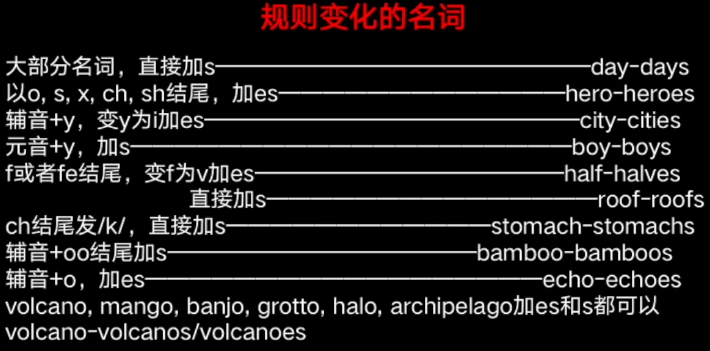 规则变化的名词
大部分名词，直接加s————————————————day-days
以o, s, x, ch, sh结尾，加es————————————hero-heroes
辅音+y，变y为i加es————————————————city-cities
元音+y，加s———————————————————boy-boys
f或者fe结尾，变f为v加es—————————————half-halves
直接加s——————————————roof-roofs
ch结尾发/k/，直接加s———————————stomach-stomachs
辅音+oo结尾加s—————————————bamboo-bamboos
辅音+o，加es—————————————————echo-echoes
volcano, mango, banjo, grotto, halo, archipelago加es和s都可以
volcano-volcanos/volcanoes